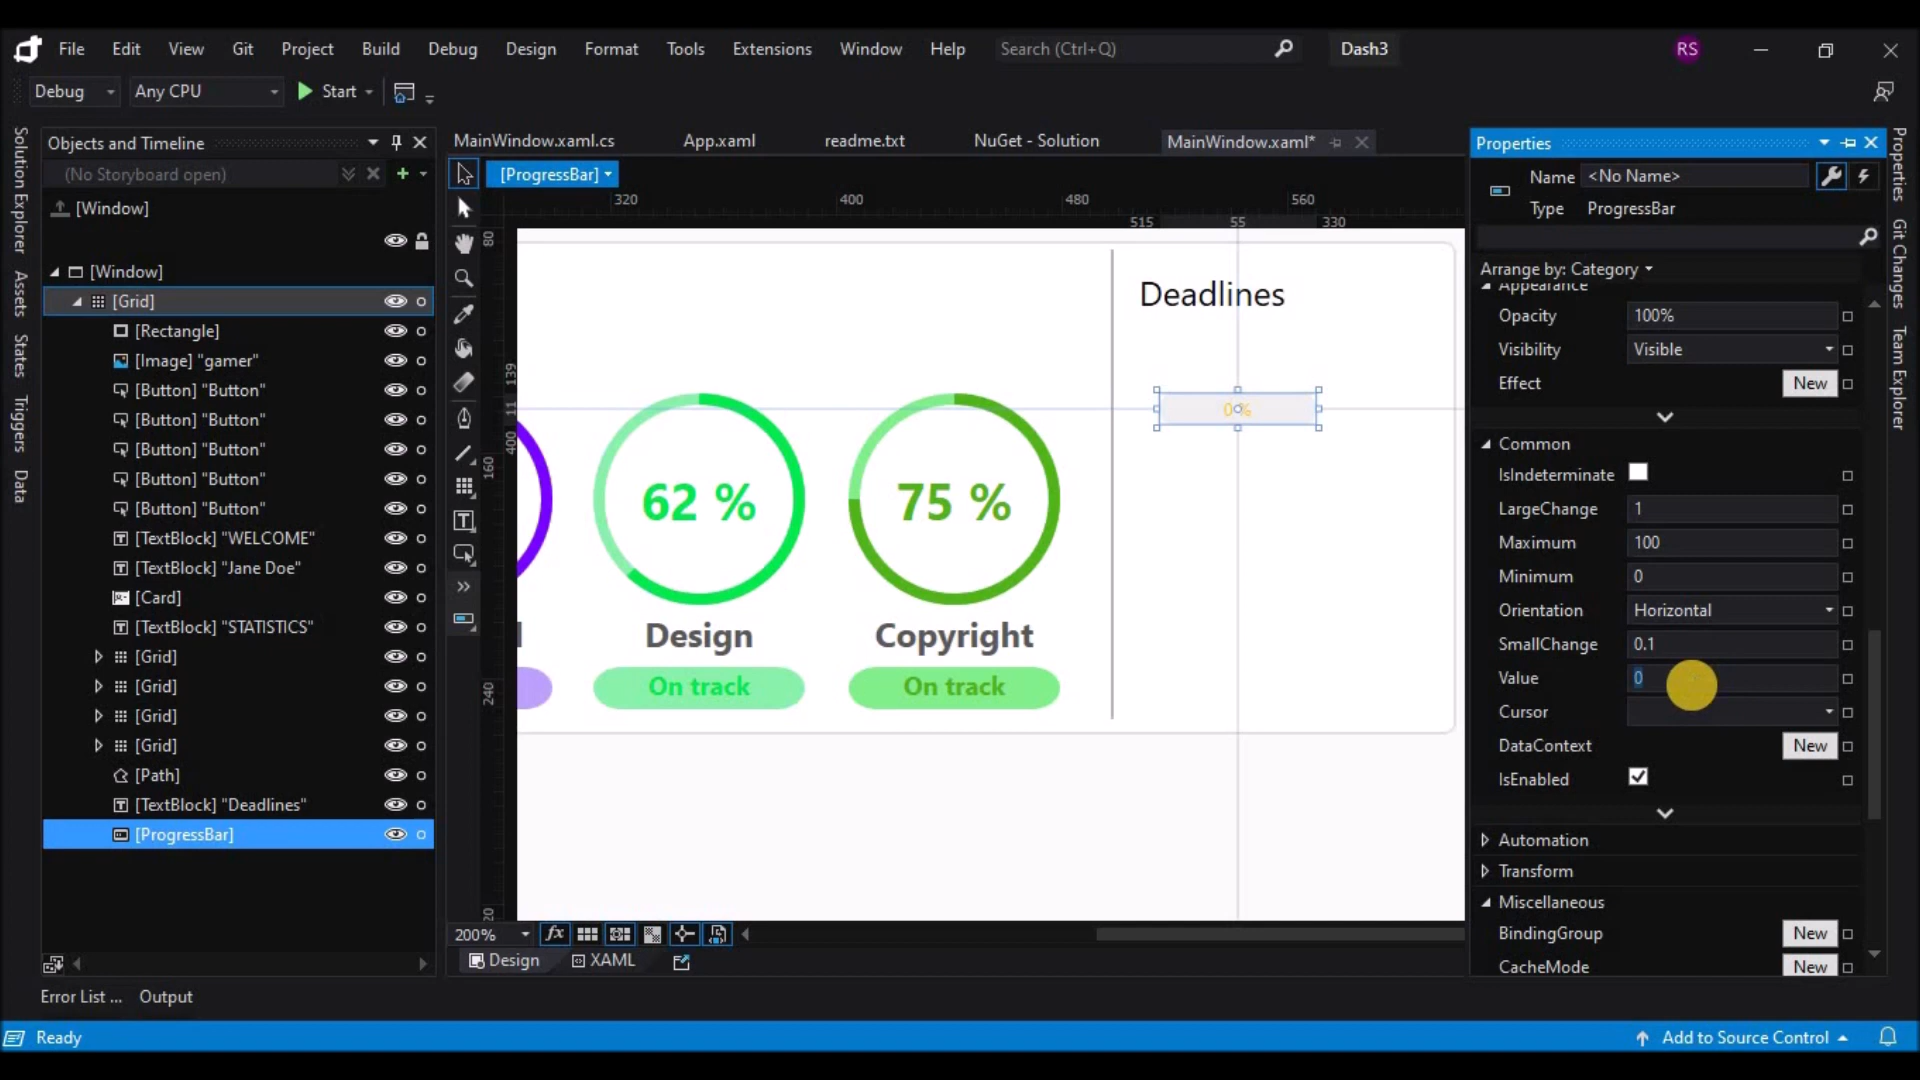 File Edit View Git Project Build Debug Design Format Tools Extensions Window Help Search (Ctrl+Q) Dash3 RS
Debug Any CPU Start
Solution Explorer
Assets
States
Triggers
Data
Objects and Timeline
(No Storyboard open)
[Window]
[Window]
[Grid]
[Rectangle]
[Image] "gamer"
[Button] "Button"
[Button] "Button"
[Button] "Button"
[Button] "Button"
[Button] "Button"
[TextBlock] "WELCOME"
[TextBlock] "Jane Doe"
[Card]
[TextBlock] "STATISTICS"
[Grid]
[Grid]
[Grid]
[Grid]
[Path]
[TextBlock] "Deadlines"
[ProgressBar]
MainWindow.xaml.cs App.xaml readme.txt NuGet - Solution MainWindow.xaml*
[ProgressBar]
320 400 480 560
515 55 330
80
139
11
400
160
240
20
Deadlines
0 %
62 %
75 %
Design
Copyright
On track
On track
200% fx
Design XAML
Properties
Name <No Name>
Type ProgressBar
Arrange by: Category
Appearance
Opacity 100%
Visibility Visible
Effect New
Common
IsIndeterminate
LargeChange 1
Maximum 100
Minimum 0
Orientation Horizontal
SmallChange 0.1
Value 0
Cursor
DataContext New
IsEnabled
Automation
Transform
Miscellaneous
BindingGroup New
CacheMode New
Properties
Git Changes
Team Explorer
Error List ... Output
Ready
Add to Source Control